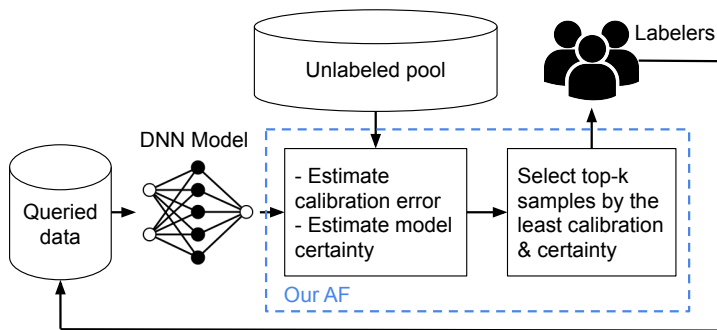 Labelers
Unlabeled pool
DNN Model
Queried
data
- Estimate
calibration error
- Estimate model
certainty
Select top-k
samples by the
least calibration
& certainty
Our AF